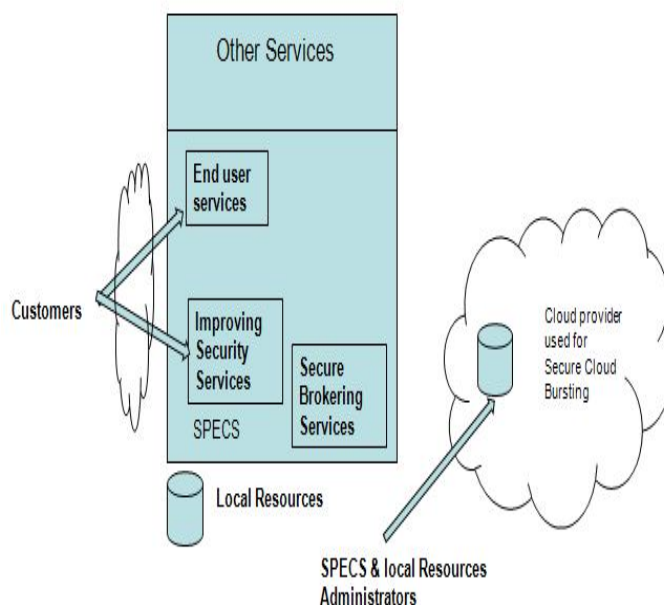 Other Services
End user
services
Customers
Improving
Security
Services
Secure
Brokering
Services
SPECS
Cloud provider
used for
Secure Cloud
Bursting
Local Resources
SPECS & local Resources
Administrators